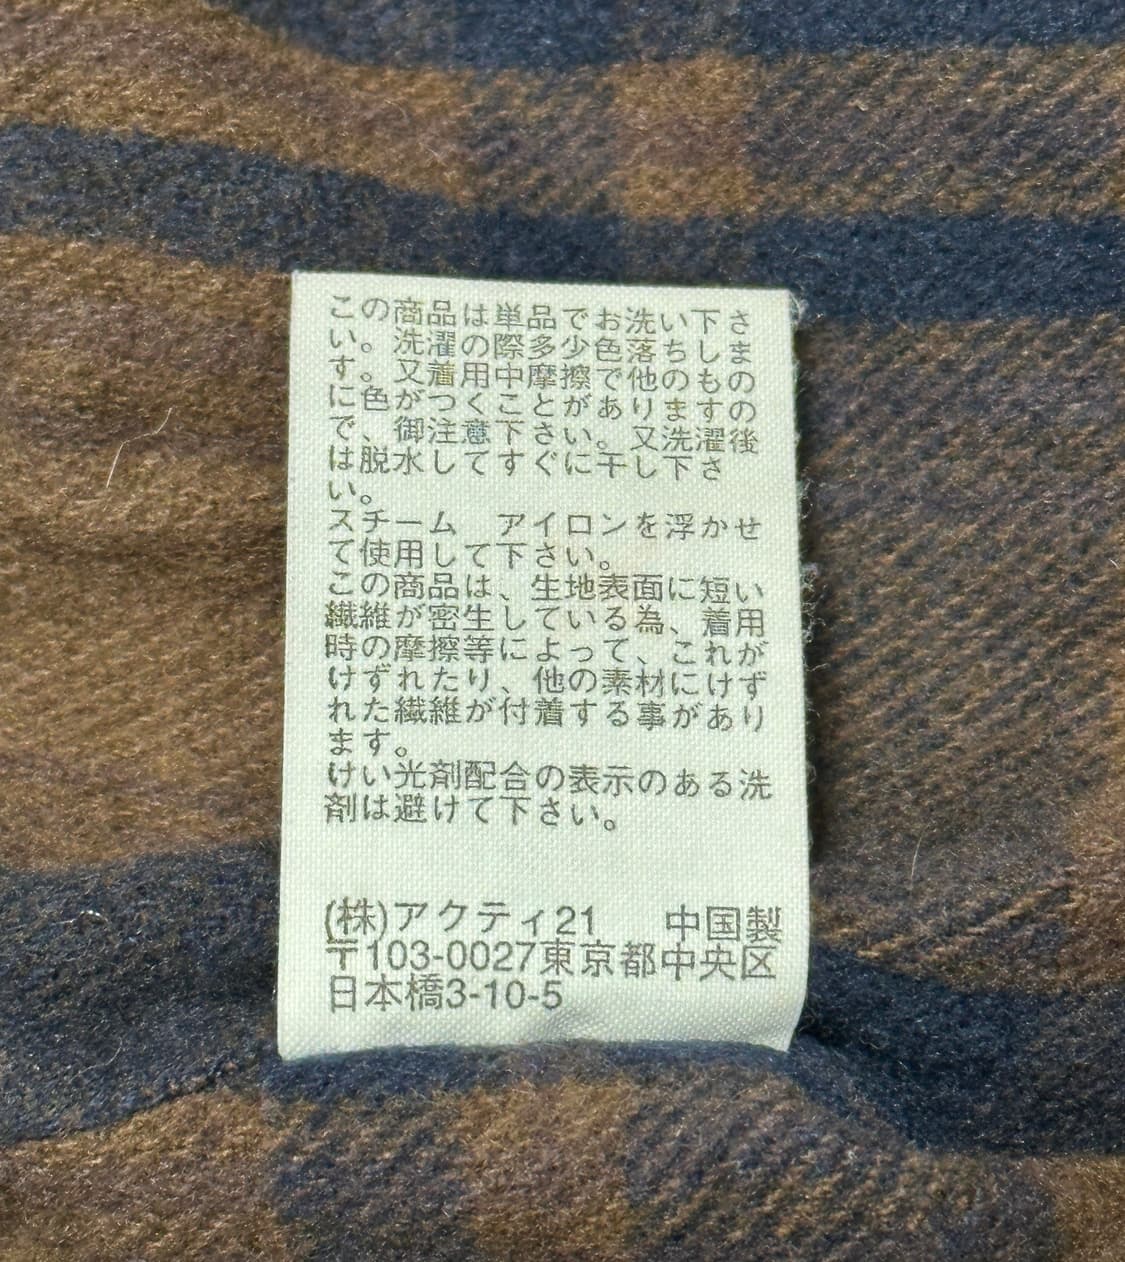 この商品は単品でお洗い下さ
い。洗濯の際多少色落ちしま
す。又着用中摩擦で他のもの
に色がつくことがありますの
で、御注意下さい。又洗濯後
は脱水してすぐに干し下さ
い。
スチーム　アイロンを浮かせ
て使用して下さい。
この商品は、生地表面に短い
繊維が密生している為、着用
時の摩擦等によって、これが
けずれたり、他の素材にけず
れた繊維が付着する事があり
ます。
けい光剤配合の表示のある洗
剤は避けて下さい。
(株)アクティ21　中国製
〒103-0027東京都中央区
日本橋3-10-5